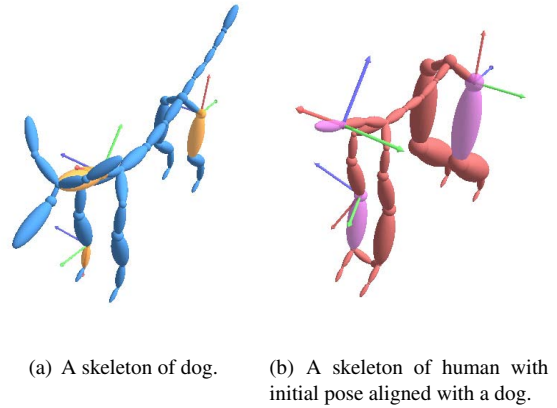 (a) A skeleton of dog.
(b) A skeleton of human with
initial pose aligned with a dog.